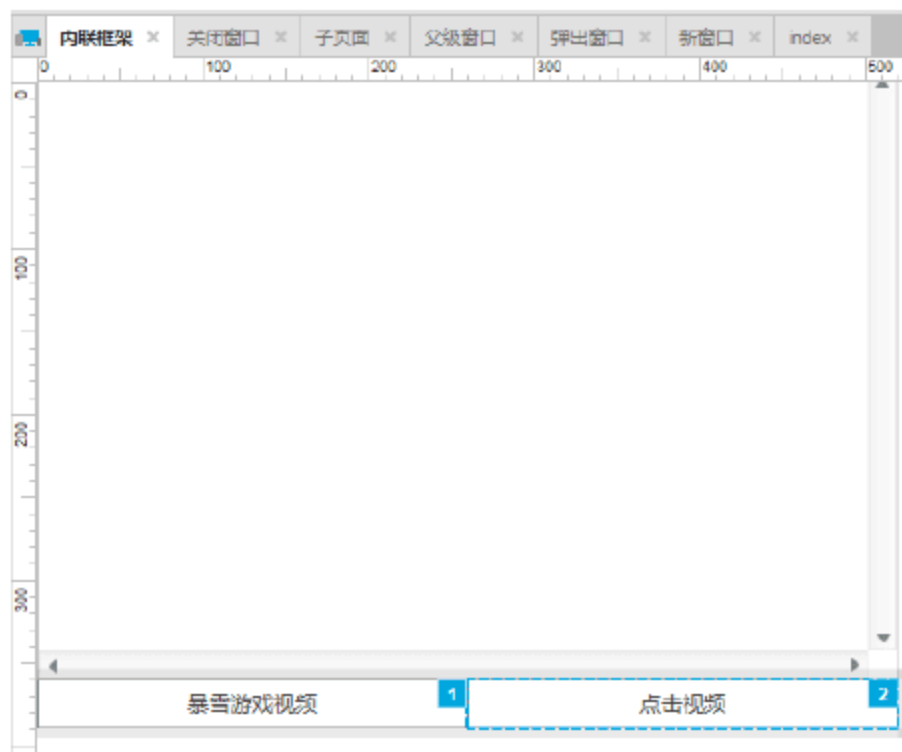 内联框架 × 关闭窗口 × 子页面 × 父级窗口 × 弹出窗口 × 新窗口 × index ×
0 100 200 300 400 500
0
100
200
300
暴雪游戏视频 1 点击视频 2